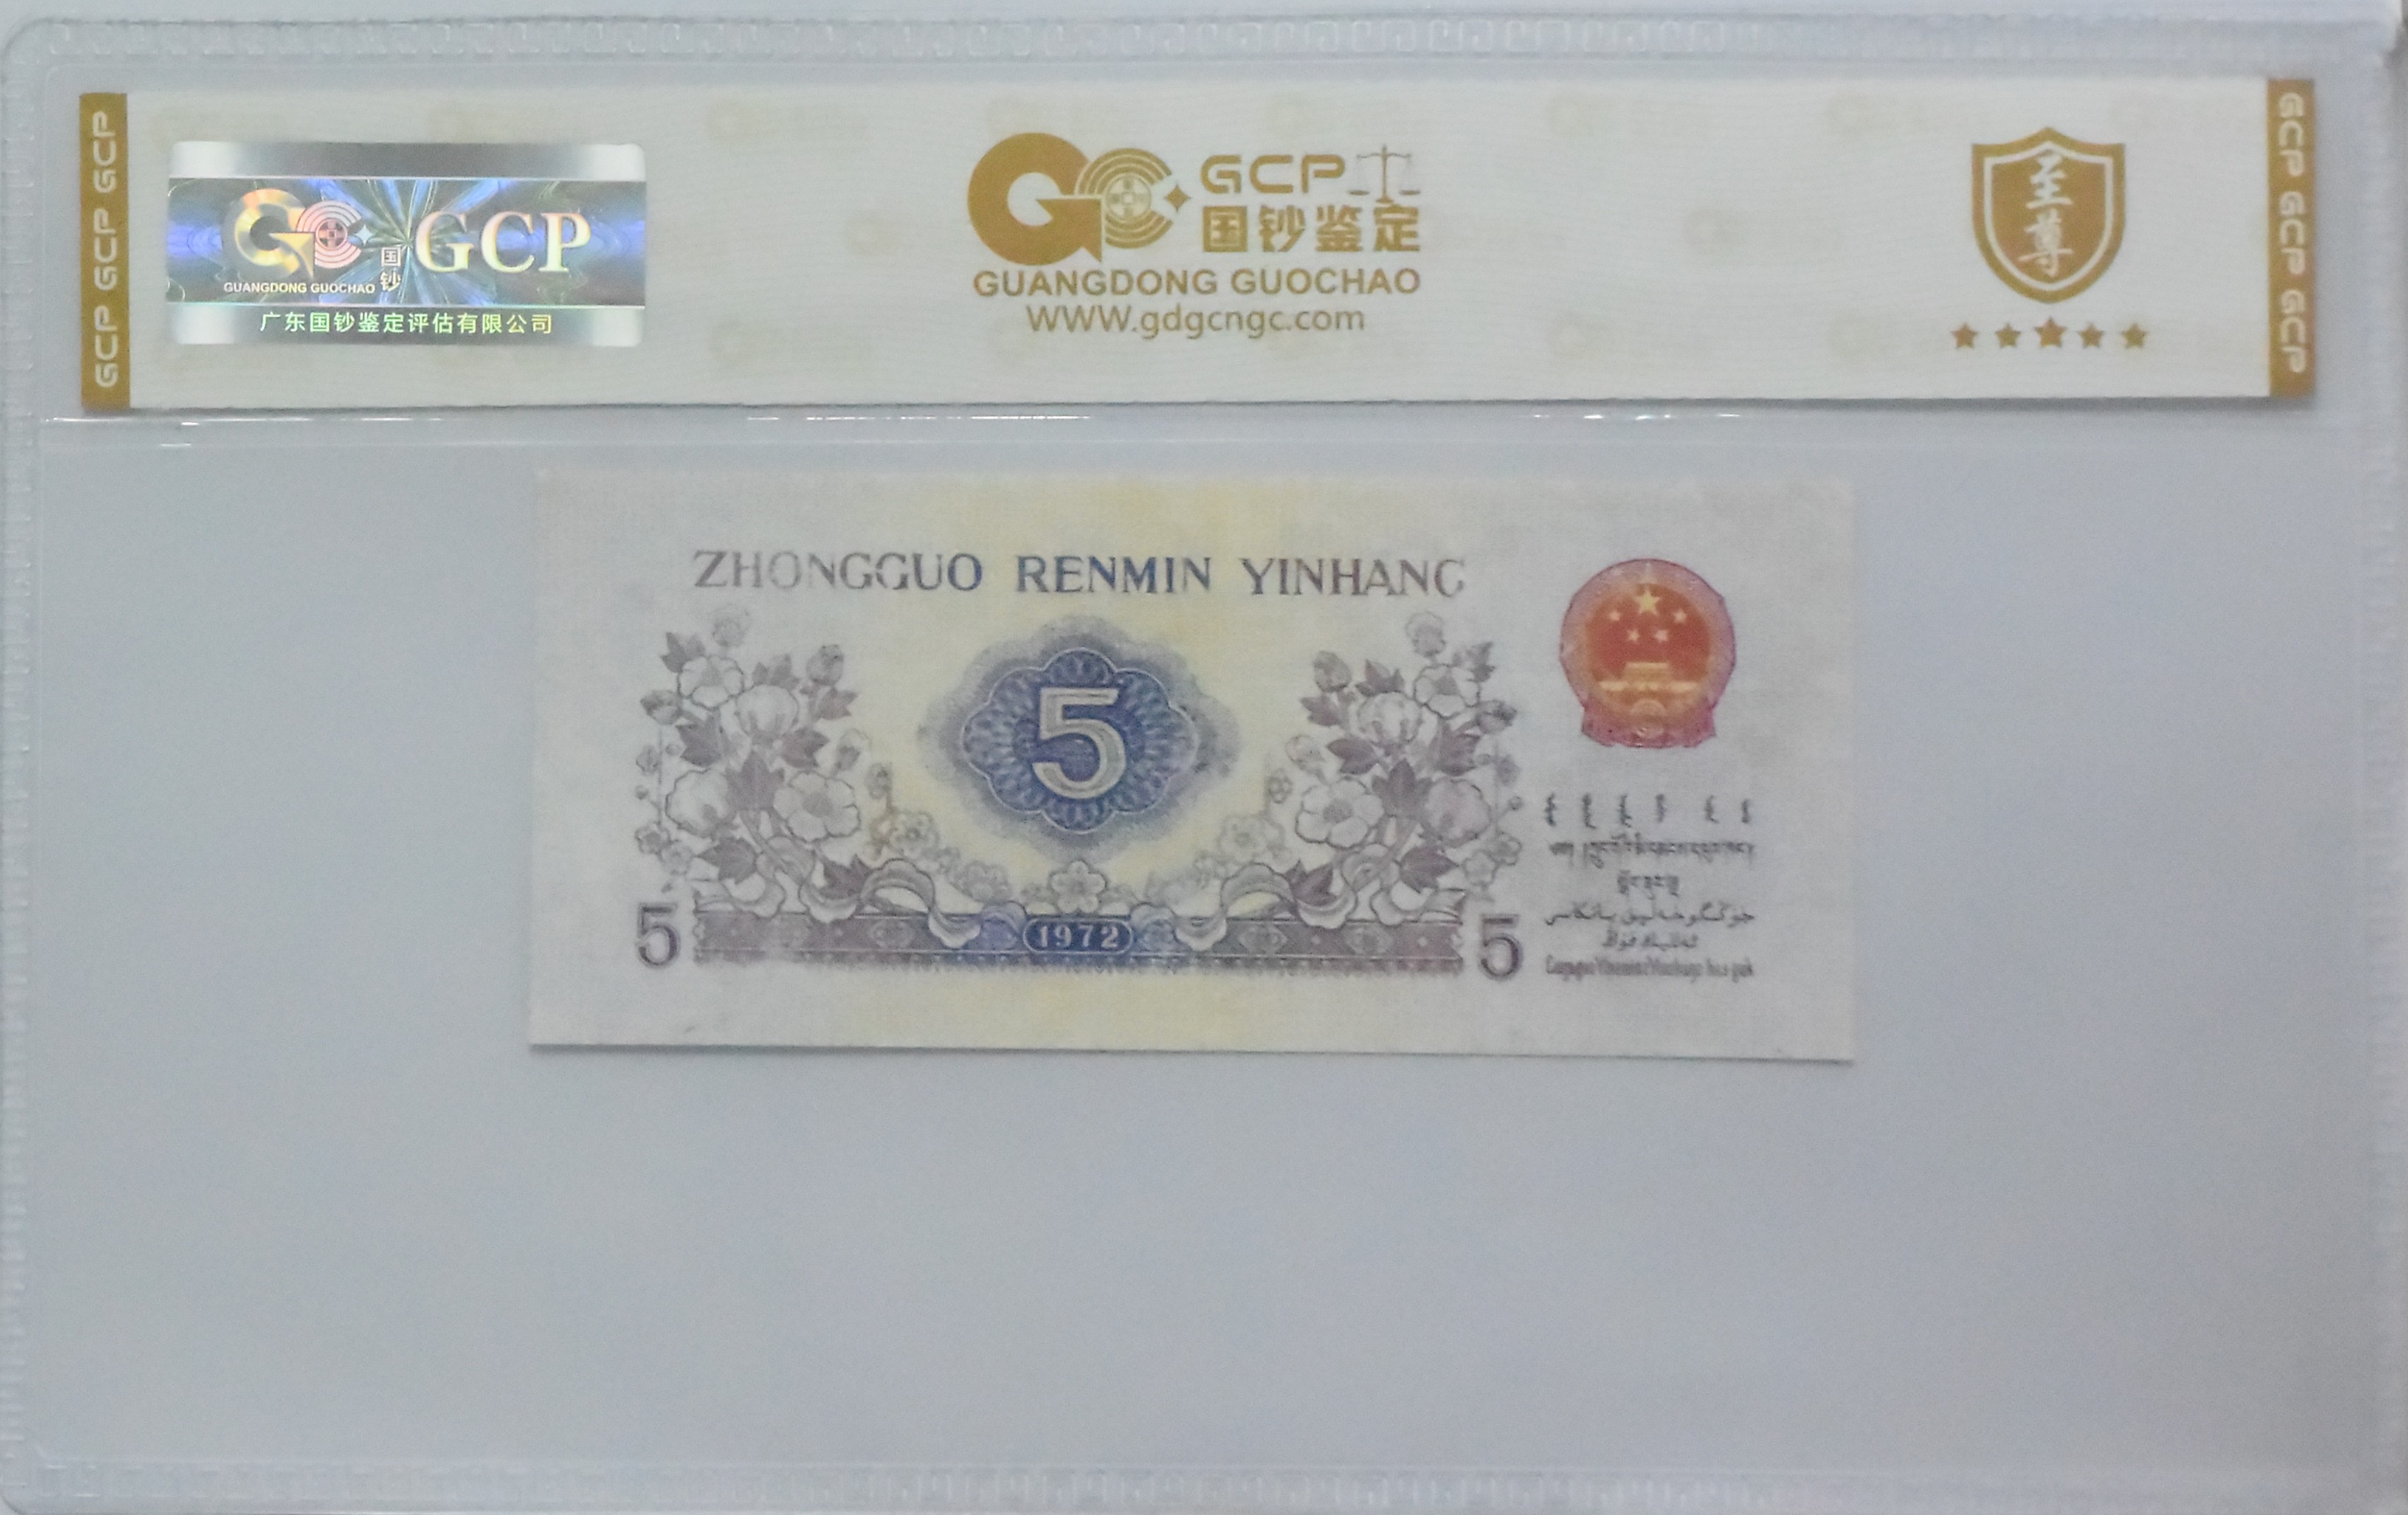 GCP GCP GCP
GUANGDONG GUOCHAO
国钞
GCP
广东国钞鉴定评估有限公司
GCP
国钞鉴定
GUANGDONG GUOCHAO
WWW.gdgcngc.com
至尊
GCP GCP GCP
ZHONGGUO RENMIN YINHANG
5
5
1972
5